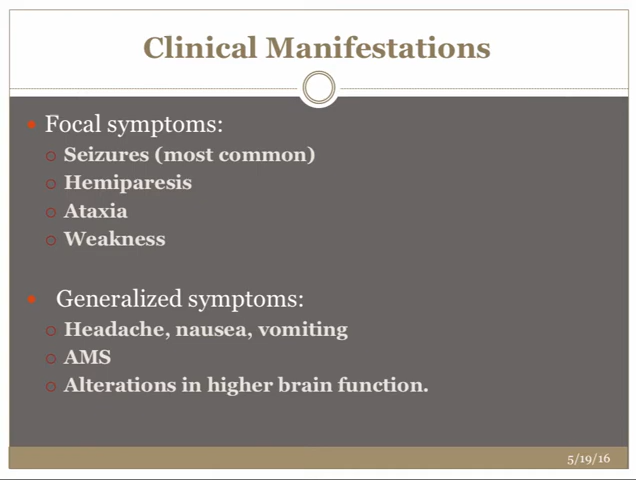 Clinical Manifestations
Focal symptoms:
Seizures (most common)
Hemiparesis
Ataxia
Weakness
Generalized symptoms:
Headache, nausea, vomiting
AMS
Alterations in higher brain function.
5/19/16